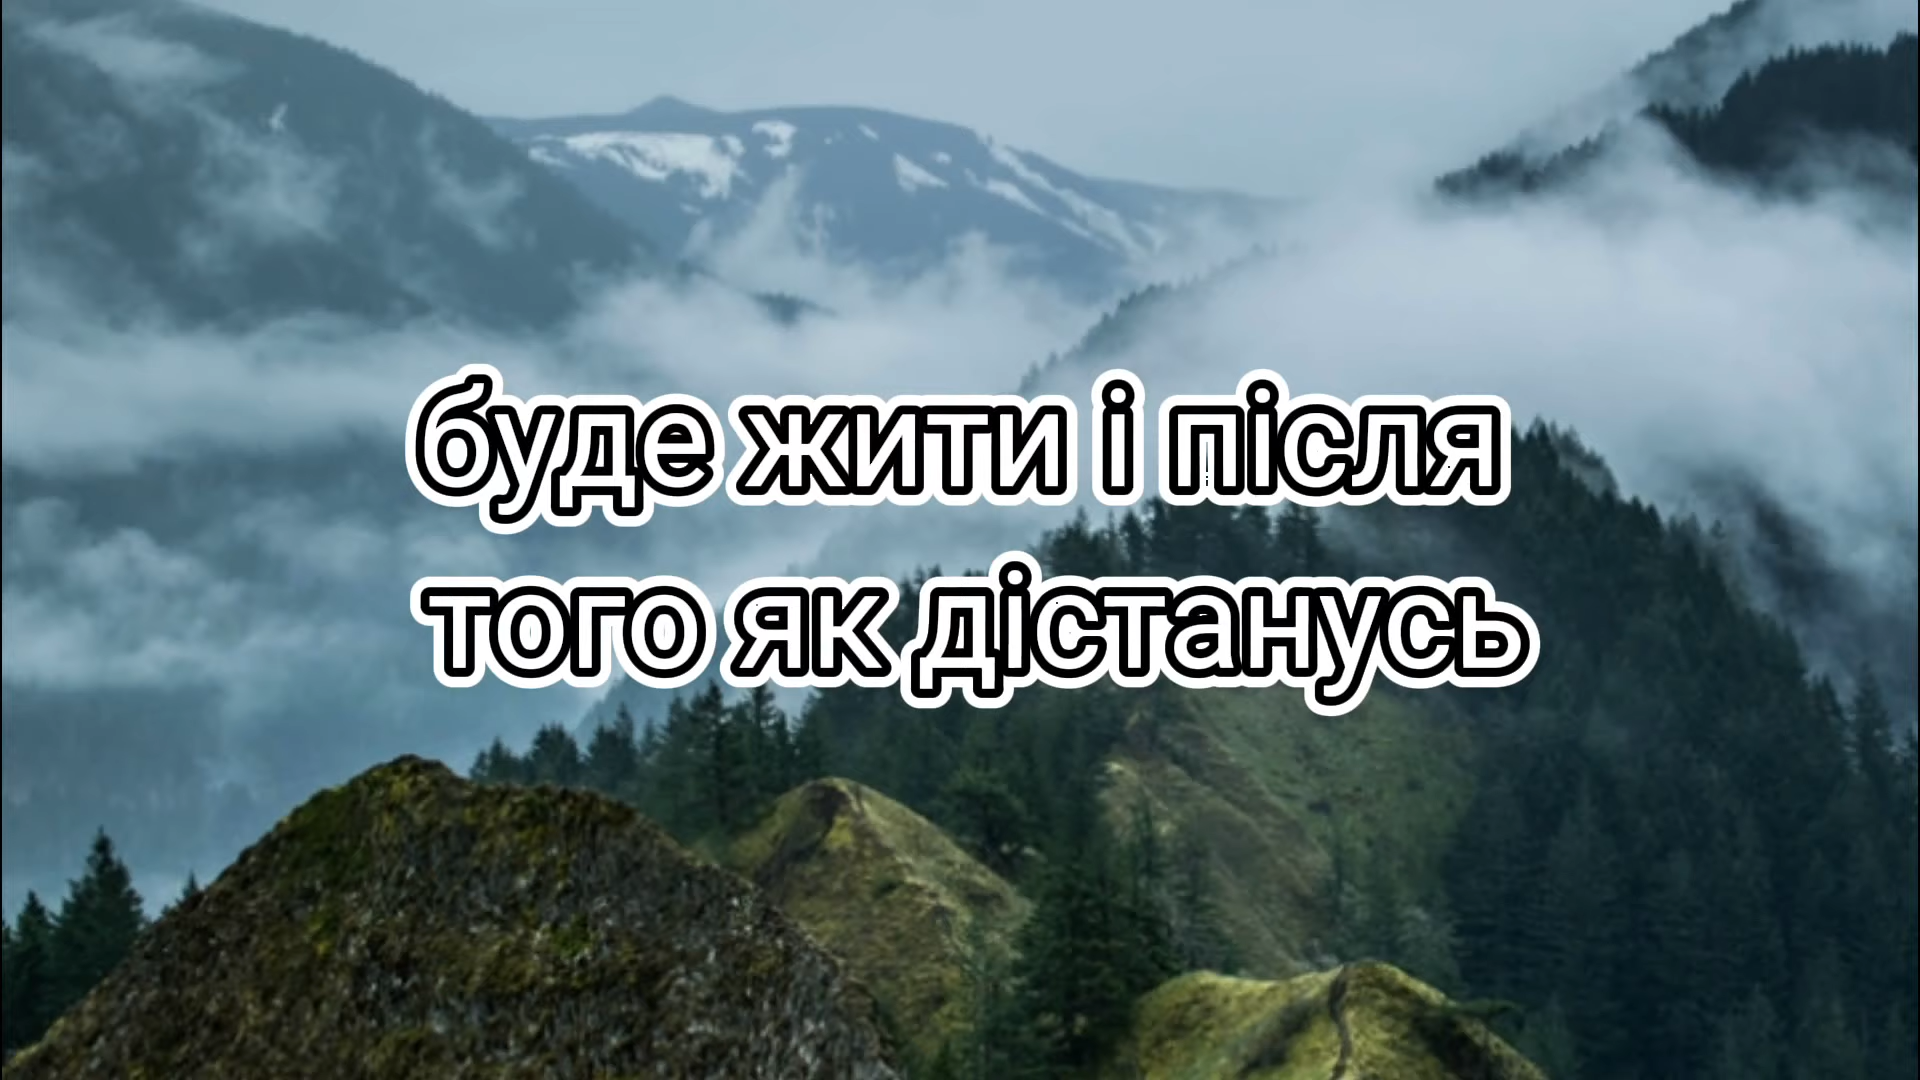 буде жити і після
того як дістанусь